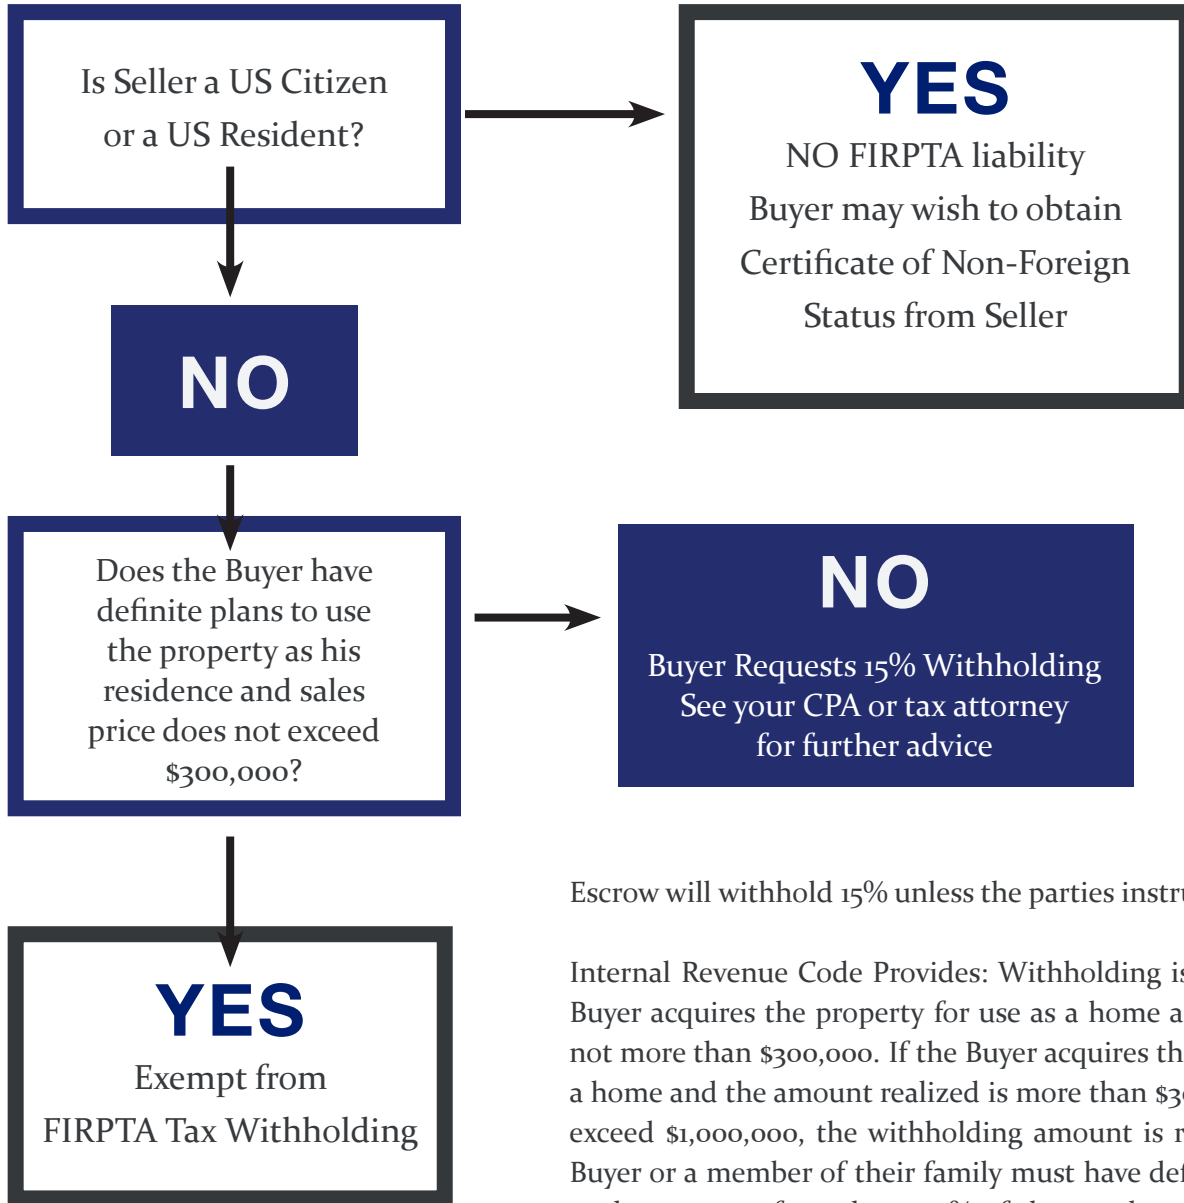 Is Seller a US Citizen
or a US Resident?
YES
NO FIRPTA liability
Buyer may wish to obtain
Certificate of Non-Foreign
Status from Seller
NO
Does the Buyer have
definite plans to use
the property as his
residence and sales
price does not exceed
$300,000?
NO
Buyer Requests 15% Withholding
See your CPA or tax attorney
for further advice
YES
Exempt from
FIRPTA Tax Withholding
Escrow will withhold 15% unless the parties instru
Internal Revenue Code Provides: Withholding is
Buyer acquires the property for use as a home a
not more than $300,000. If the Buyer acquires th
a home and the amount realized is more than $30
exceed $1,000,000, the withholding amount is r
Buyer or a member of their family must have def